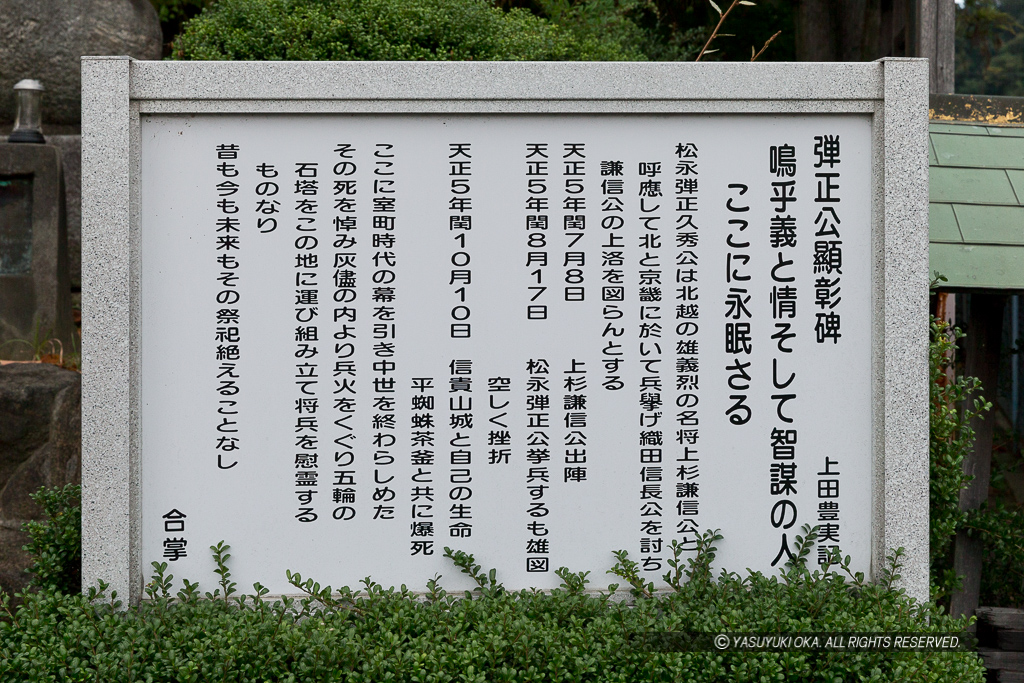 弾正公顯彰碑　上田豊実記
鳴乎義と情そして智謀の人
ここに永眠さる
松永弾正久秀公は北越の雄義烈の名将上杉謙信公と
呼應して北と京畿に於いて兵擧げ織田信長公を討ち
謙信公の上洛を図らんとする
天正5年閏7月8日　上杉謙信公出陣
天正5年閏8月17日　松永弾正公挙兵するも雄図
空しく挫折
天正5年閏10月10日　信貴山城と自己の生命
平蜘蛛茶釜と共に爆死
ここに室町時代の幕を引き中世を終わらしめた
その死を悼み灰儘の内より兵火をくぐり五輪の
石塔をこの地に運び組み立て将兵を慰霊する
ものなり
昔も今も未来もその祭祀絶えることなし
合掌
© YASUYUKI OKA. ALL RIGHTS RESERVED.